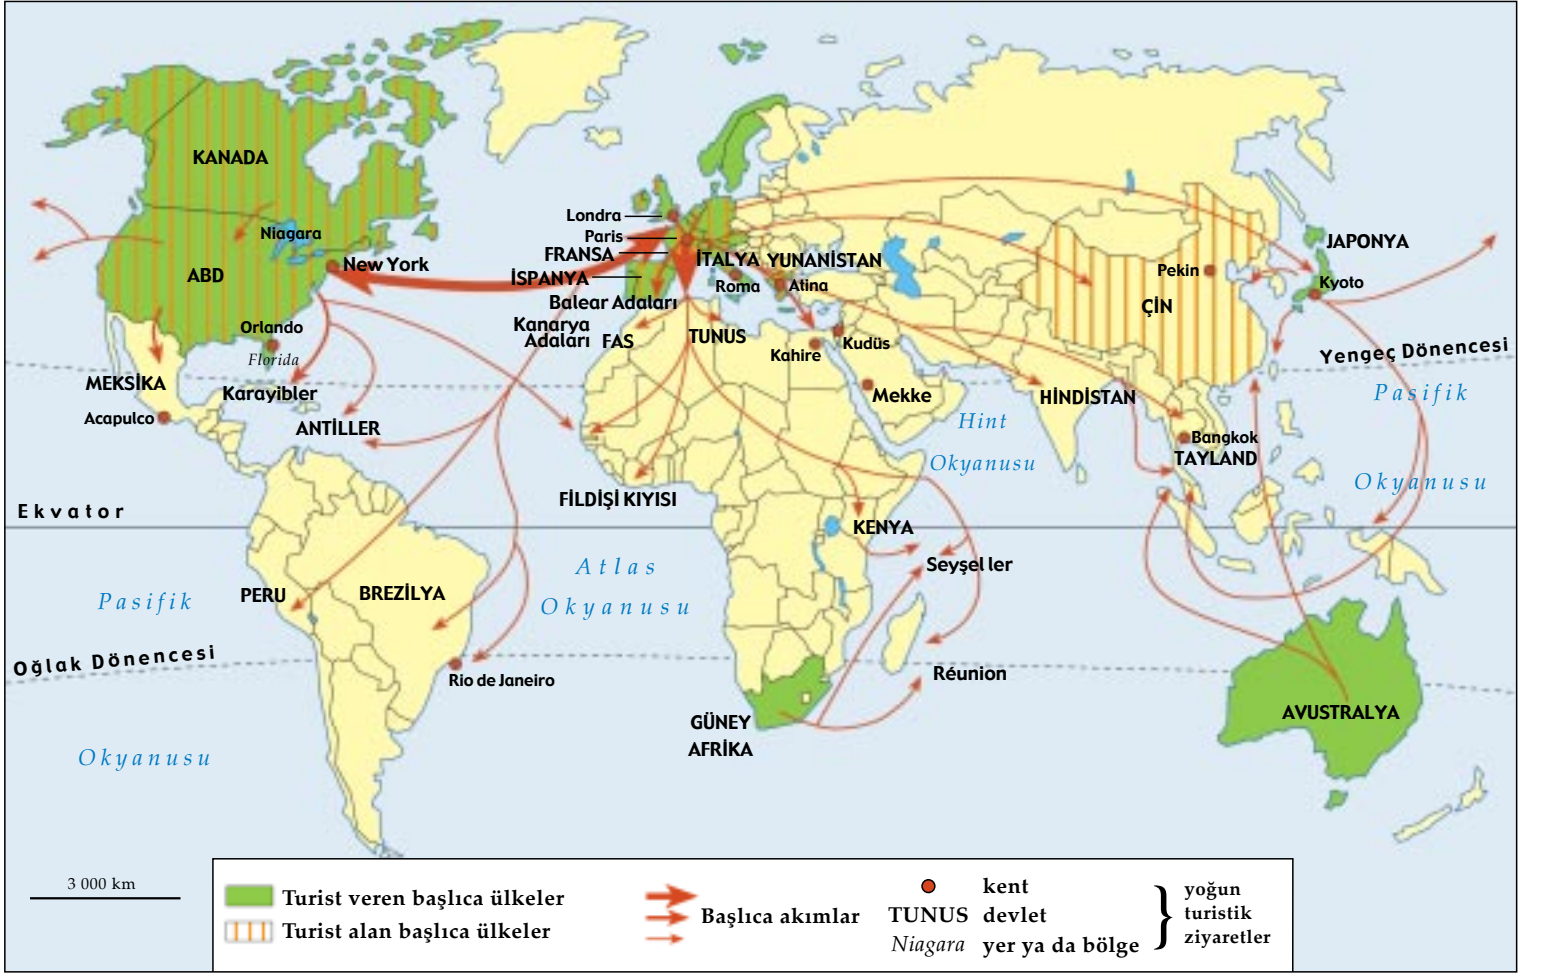 KANADA
Niagara
ABD
New York
Orlando
Florida
MEKSİKA
Karayibler
Acapulco
ANTİLLER
Londra
Paris
FRANSA
İSPANYA
Balear Adaları
Kanarya
Adaları
FAS
İTALYA
YUNANİSTAN
Roma
Atina
TUNUS
Kahire
Kudüs
Mekke
Pekin
ÇİN
JAPONYA
Kyoto
Yengeç Dönencesi
HİNDİSTAN
Hint
Okyanusu
Bangkok
TAYLAND
Pasifik
Okyanusu
Ekvator
FİLDİŞİ KIYISI
KENYA
Seyşel ler
Atlas
Okyanusu
Pasifik
PERU
BREZİLYA
Oğlak Dönencesi
Rio de Janeiro
Réunion
GÜNEY
AFRİKA
AVUSTRALYA
Okyanusu
3 000 km
Turist veren başlıca ülkeler
Turist alan başlıca ülkeler
Başlıca akımlar
kent
TUNUS devlet
Niagara yer ya da bölge
yoğun
turistik
ziyaretler